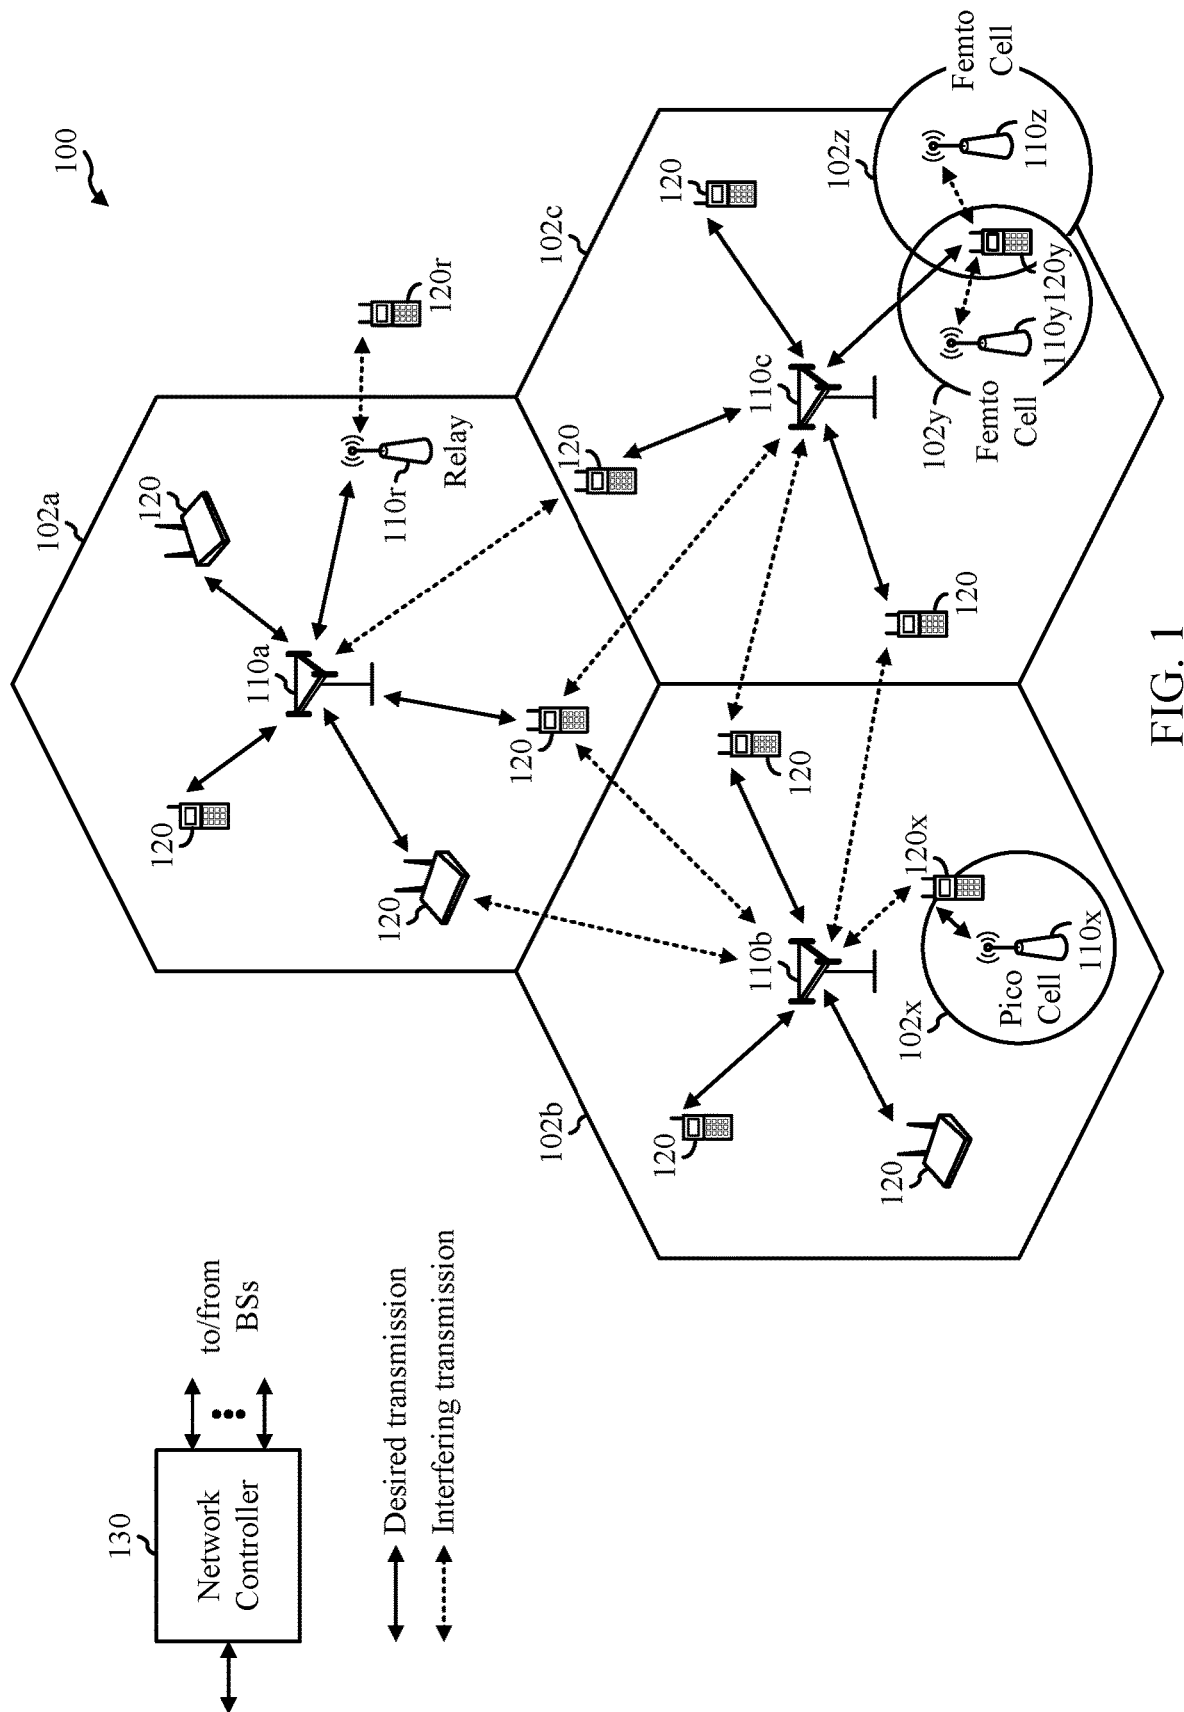 100
130
Network
Controller
to/from
BSs
Desired transmission
Interfering transmission
102a
120
120
110a
120
120
120
110r
Relay
120r
102b
120
110b
120
120
102x
Pico
Cell
110x
120x
102c
120
120
110c
120
102y
Femto
Cell
110y
120y
102z
110z
Femto
Cell
FIG. 1